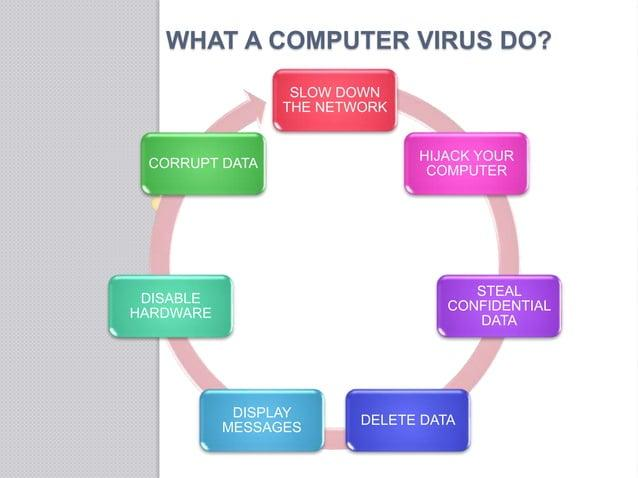 WHAT A COMPUTER VIRUS DO?
SLOW DOWN
THE NETWORK
HIJACK YOUR
COMPUTER
STEAL
CONFIDENTIAL
DATA
DELETE DATA
DISPLAY
MESSAGES
DISABLE
HARDWARE
CORRUPT DATA